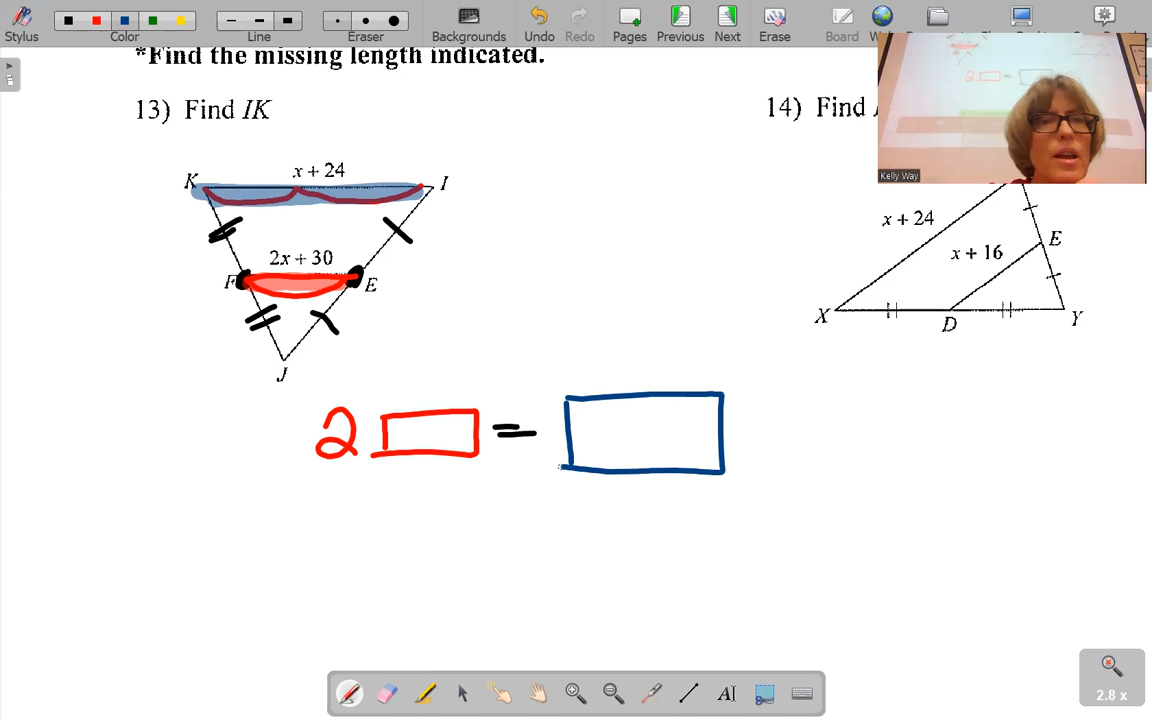 Stylus
Color
Line
Eraser
Backgrounds
Undo
Redo
Pages
Previous
Next
Erase
Board
*Find the missing length indicated.
13) Find IK
14) Find
Kelly Way
K
x + 24
I
2x + 30
F
E
J
x + 24
x + 16
E
X
D
Y
2 =
2.8 x